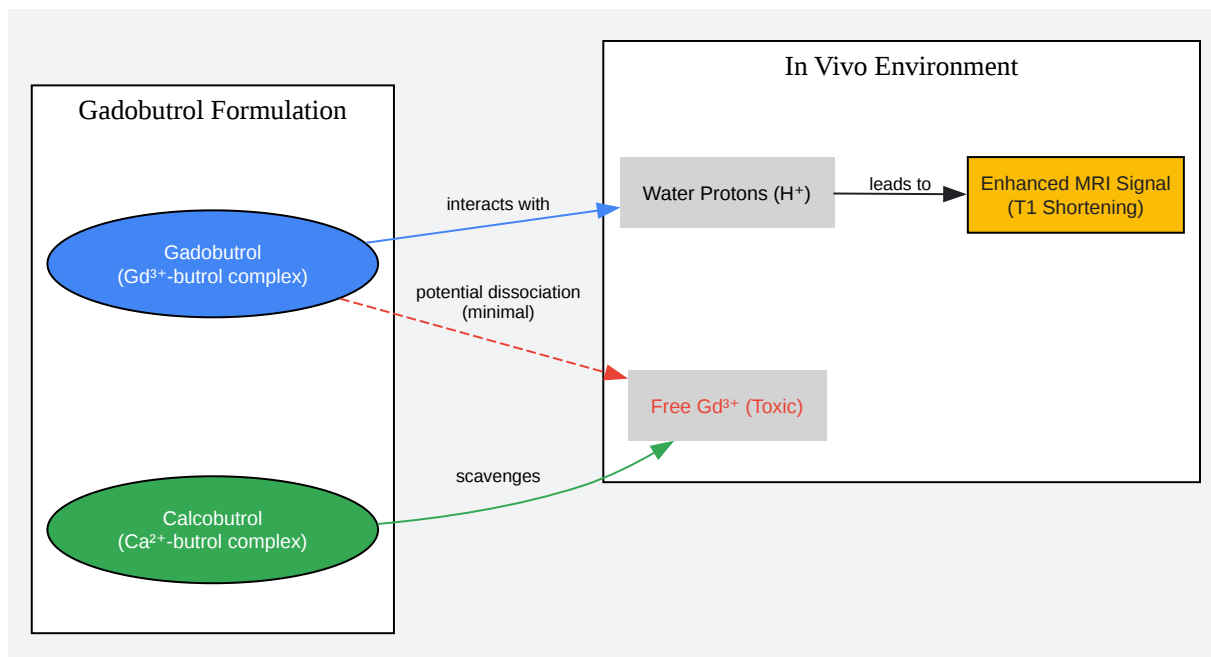 Gadobutrol Formulation
In Vivo Environment
Gadobutrol
(Gd³⁺-butrol complex)
interacts with
Water Protons (H⁺)
leads to
Enhanced MRI Signal
(T1 Shortening)
potential dissociation
(minimal)
Free Gd³⁺ (Toxic)
scavenges
Calcobutrol
(Ca²⁺-butrol complex)